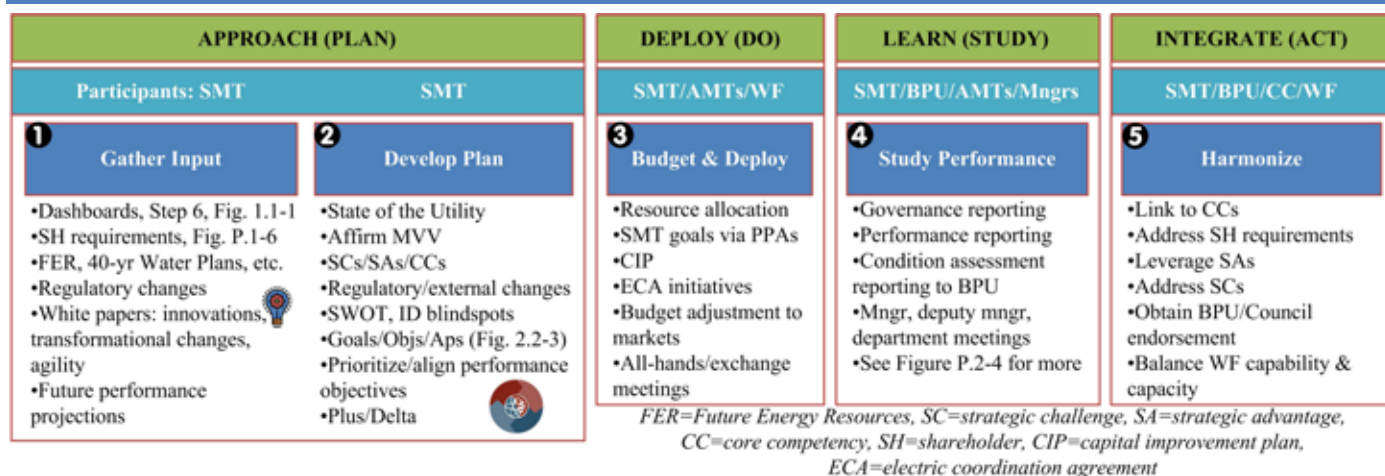 APPROACH (PLAN)
DEPLOY (DO)
LEARN (STUDY)
INTEGRATE (ACT)
Participants: SMT
SMT
SMT/AMTs/WF
SMT/BPU/AMTs/Mngrs
SMT/BPU/CC/WF
1
Gather Input
•Dashboards, Step 6, Fig. 1.1-1
•SH requirements, Fig. P.1-6
•FER, 40-yr Water Plans, etc.
•Regulatory changes
•White papers: innovations,
transformational changes,
agility
•Future performance
projections
2
Develop Plan
•State of the Utility
•Affirm MVV
•SCs/SAs/CCs
•Regulatory/external changes
•SWOT, ID blindspots
•Goals/Objs/Aps (Fig. 2.2-3)
•Prioritize/align performance
objectives
•Plus/Delta
3
Budget & Deploy
•Resource allocation
•SMT goals via PPAs
•CIP
•ECA initiatives
•Budget adjustment to
markets
•All-hands/exchange
meetings
4
Study Performance
•Governance reporting
•Performance reporting
•Condition assessment
reporting to BPU
•Mngr, deputy mngr,
department meetings
•See Figure P.2-4 for more
5
Harmonize
•Link to CCs
•Address SH requirements
•Leverage SAs
•Address SCs
•Obtain BPU/Council
endorsement
•Balance WF capability &
capacity
FER=Future Energy Resources, SC=strategic challenge, SA=strategic advantage,
CC=core competency, SH=shareholder, CIP=capital improvement plan,
ECA=electric coordination agreement